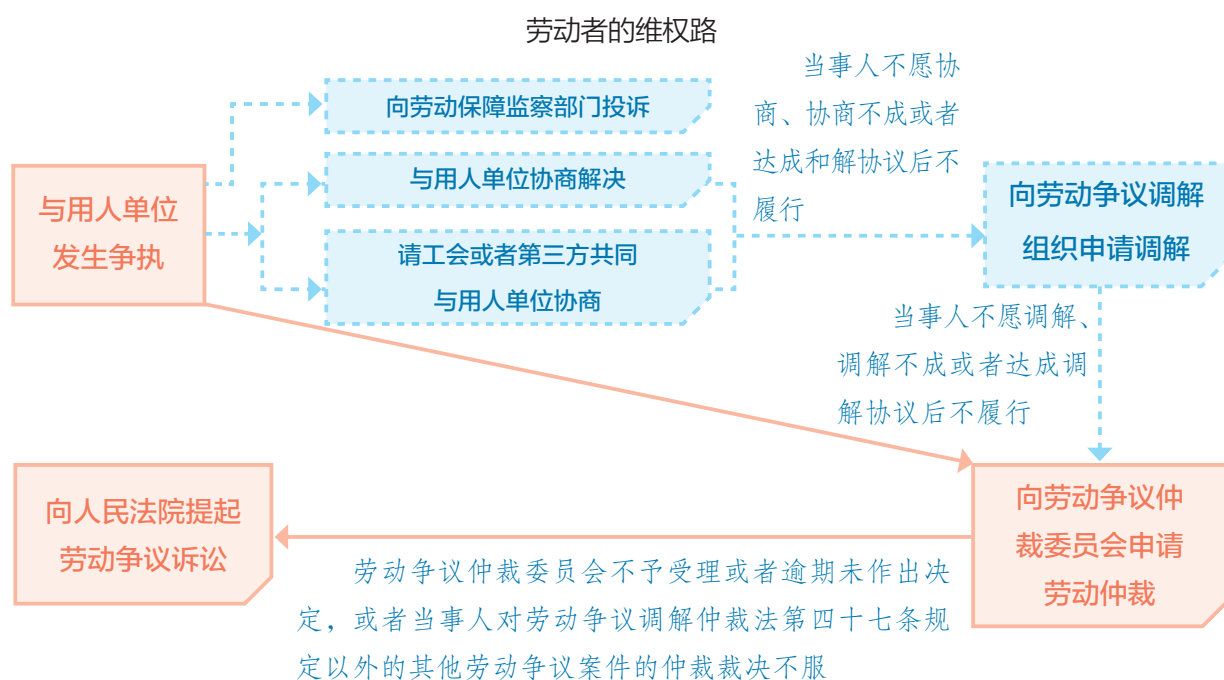 劳动者的维权路
与用人单位
发生争执
向劳动保障监察部门投诉
与用人单位协商解决
请工会或者第三方共同
与用人单位协商
当事人不愿协
商、协商不成或者
达成和解协议后不
履行
向劳动争议调解
组织申请调解
当事人不愿调解、
调解不成或者达成调
解协议后不履行
向劳动争议仲
裁委员会申请
劳动仲裁
劳动争议仲裁委员会不予受理或者逾期未作出决
定，或者当事人对劳动争议调解仲裁法第四十七条规
定以外的其他劳动争议案件的仲裁裁决不服
向人民法院提起
劳动争议诉讼